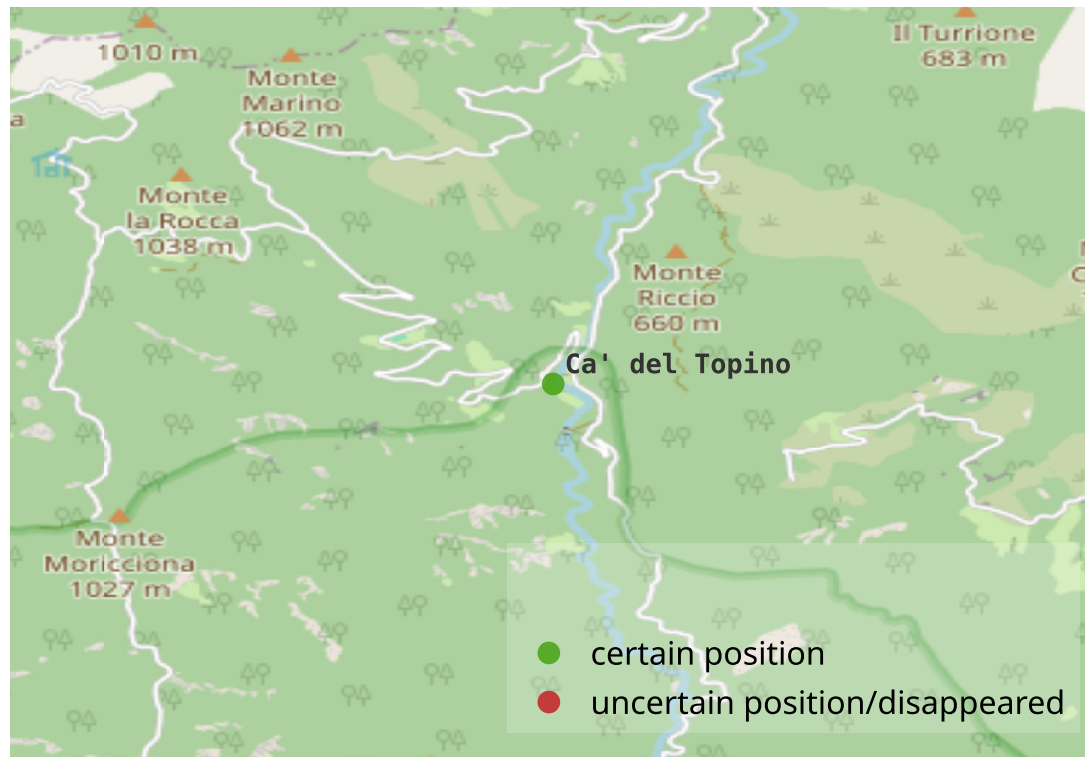 Il Turrione
683 m
1010 m
Monte
Marino
1062 m
a
Monte
la Rocca
1038 m
Monte
Riccio
660 m
Ca' del Topino
Monte
Moricciona
1027 m
certain position
uncertain position/disappeared